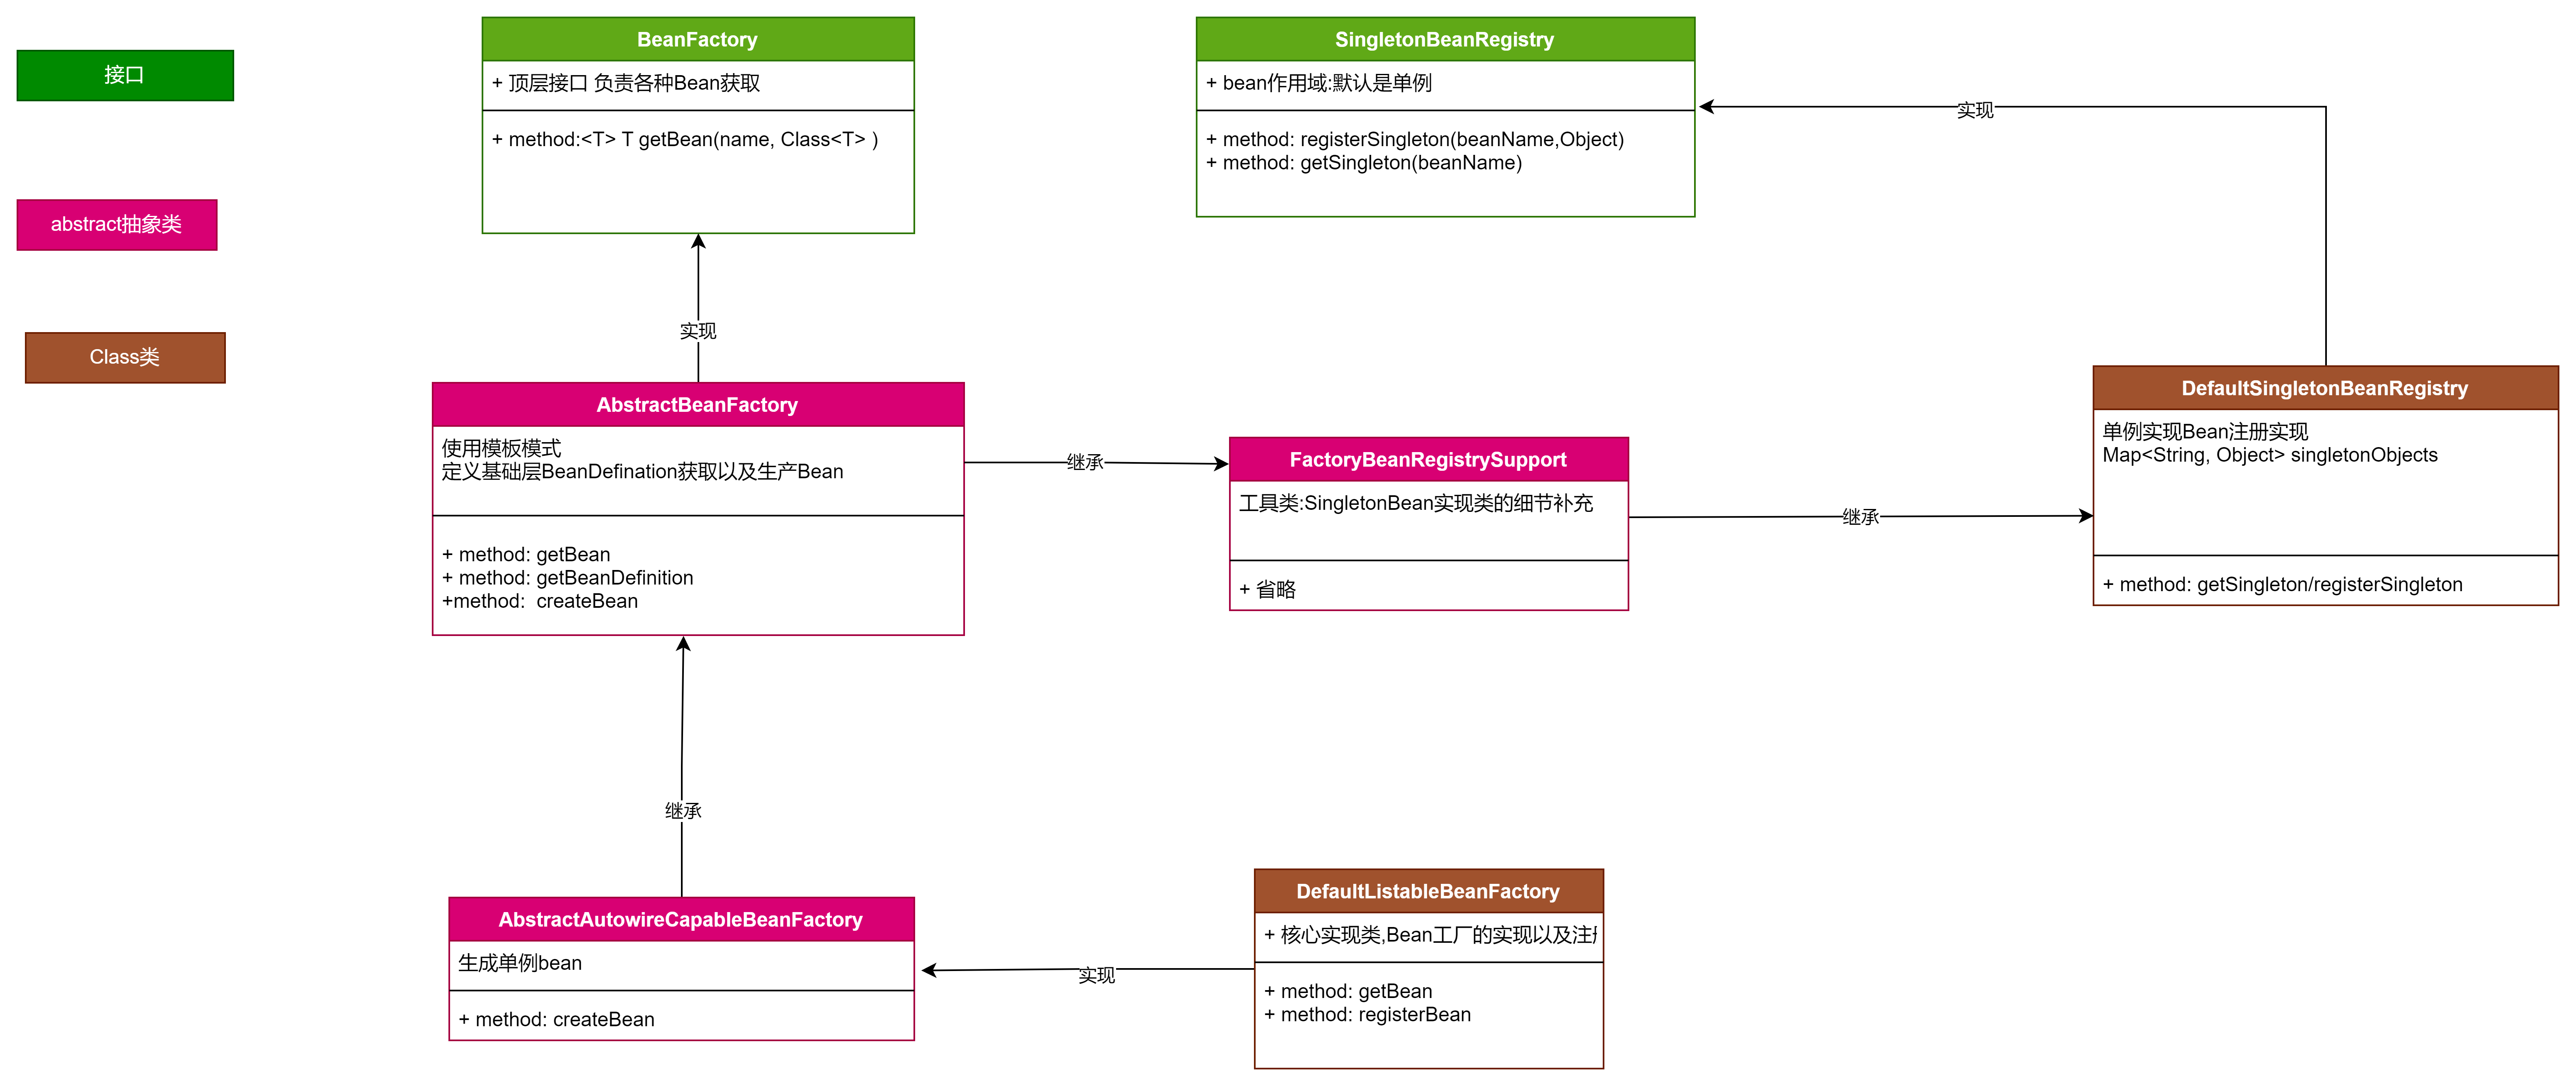 接口
abstract抽象类
Class类
BeanFactory
+ 顶层接口 负责各种Bean获取
+ method:<T> T getBean(name, Class<T> )
SingletonBeanRegistry
+ bean作用域:默认是单例
+ method: registerSingleton(beanName,Object)
+ method: getSingleton(beanName)
实现
实现
AbstractBeanFactory
使用模板模式
定义基础层BeanDefination获取以及生产Bean
+ method: getBean
+ method: getBeanDefinition
+method:  createBean
继承
FactoryBeanRegistrySupport
工具类:SingletonBean实现类的细节补充
+ 省略
继承
DefaultSingletonBeanRegistry
单例实现Bean注册实现
Map<String, Object> singletonObjects
+ method: getSingleton/registerSingleton
继承
AbstractAutowireCapableBeanFactory
生成单例bean
+ method: createBean
实现
DefaultListableBeanFactory
+ 核心实现类,Bean工厂的实现以及注
+ method: getBean
+ method: registerBean